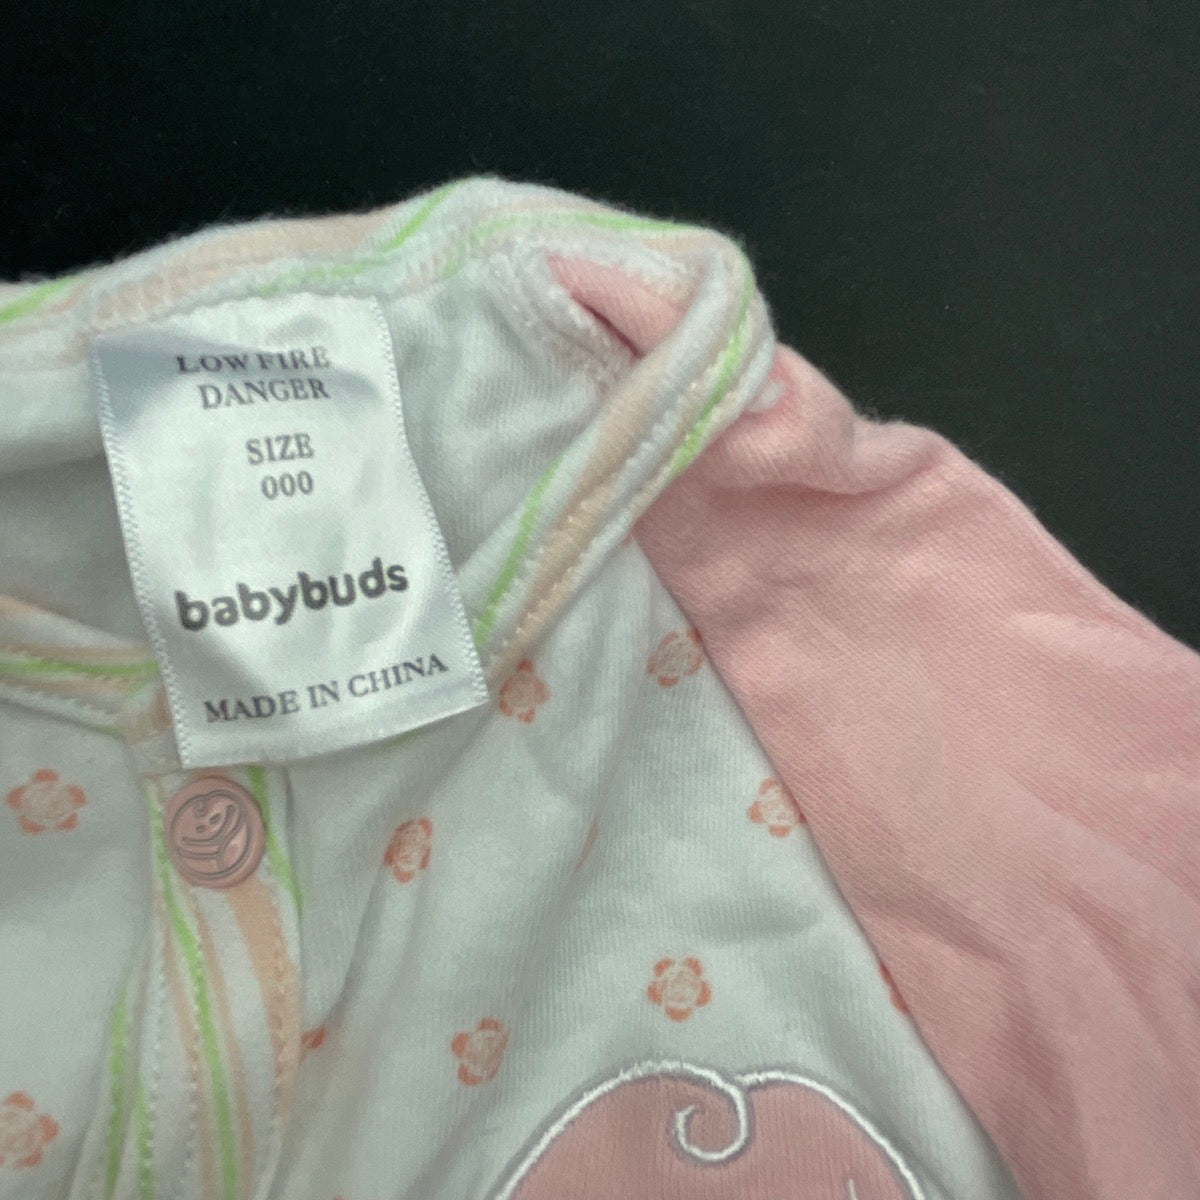 LOW FIRE
DANGER
SIZE
000
babybuds
MADE IN CHINA